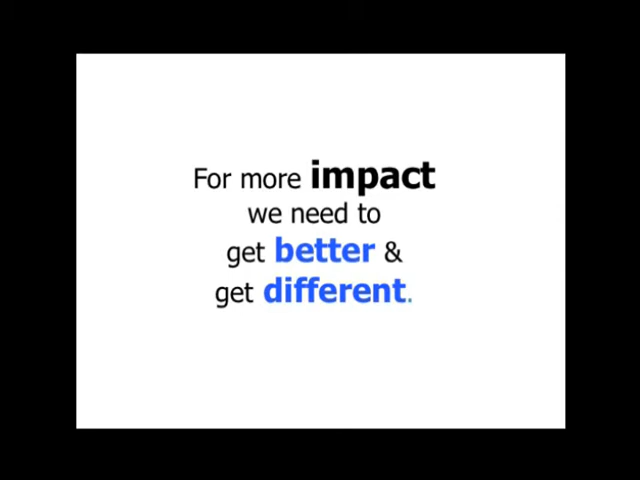 For more impact
we need to
get better &
get different.